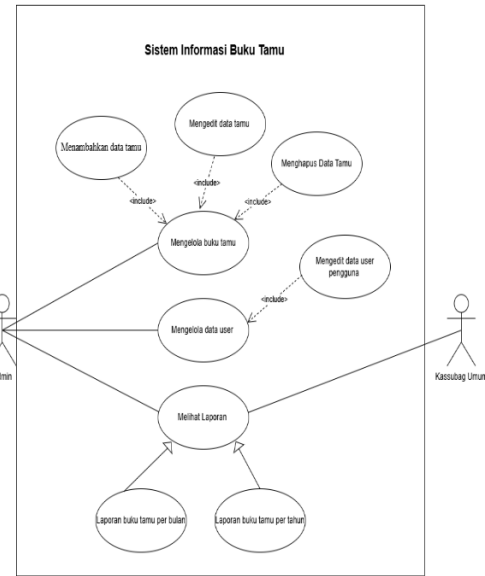 Sistem Informasi Buku Tamu
Mengedit data tamu
Menambahkan data tamu
Menghapus Data Tamu
<include>
<include>
<include>
Mengelola buku tamu
Mengedit data user
pengguna
<include>
Mengelola data user
min
Kassubag Umum
Melihat Laporan
Laporan buku tamu per bulan
Laporan buku tamu per tahun